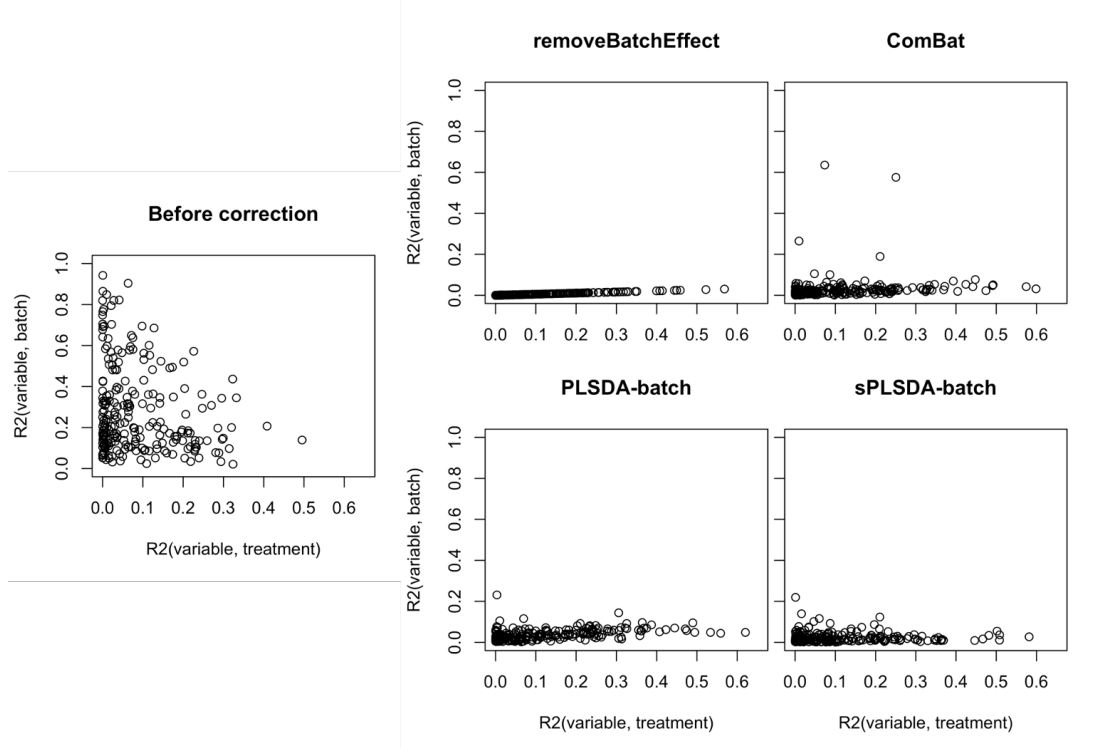 Before correction
R2(variable, batch)
0.0 0.2 0.4 0.6 0.8 1.0
0.0 0.1 0.2 0.3 0.4 0.5 0.6
R2(variable, treatment)
removeBatchEffect
R2(variable, batch)
0.0 0.2 0.4 0.6 0.8 1.0
0.0 0.1 0.2 0.3 0.4 0.5 0.6
ComBat
0.0 0.1 0.2 0.3 0.4 0.5 0.6
PLSDA-batch
R2(variable, batch)
0.0 0.2 0.4 0.6 0.8 1.0
0.0 0.1 0.2 0.3 0.4 0.5 0.6
R2(variable, treatment)
sPLSDA-batch
0.0 0.1 0.2 0.3 0.4 0.5 0.6
R2(variable, treatment)